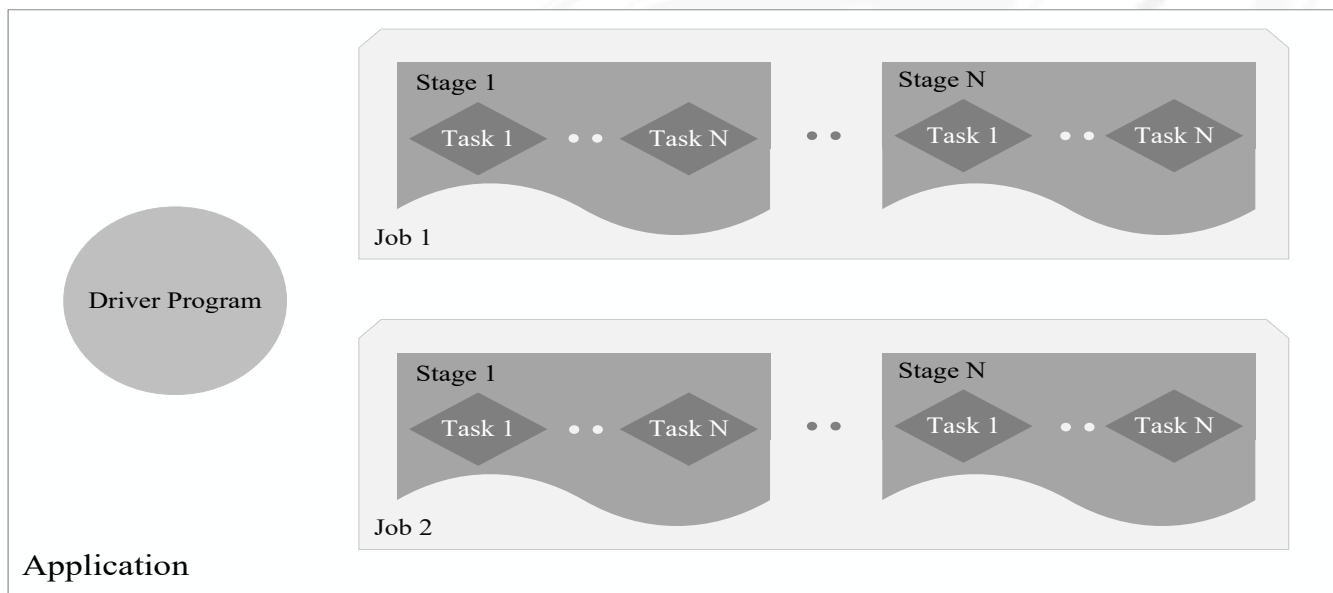 Stage 1
Task 1
Task N
Stage N
Task 1
Task N
Job 1
Driver Program
Stage 1
Task 1
Task N
Stage N
Task 1
Task N
Job 2
Application